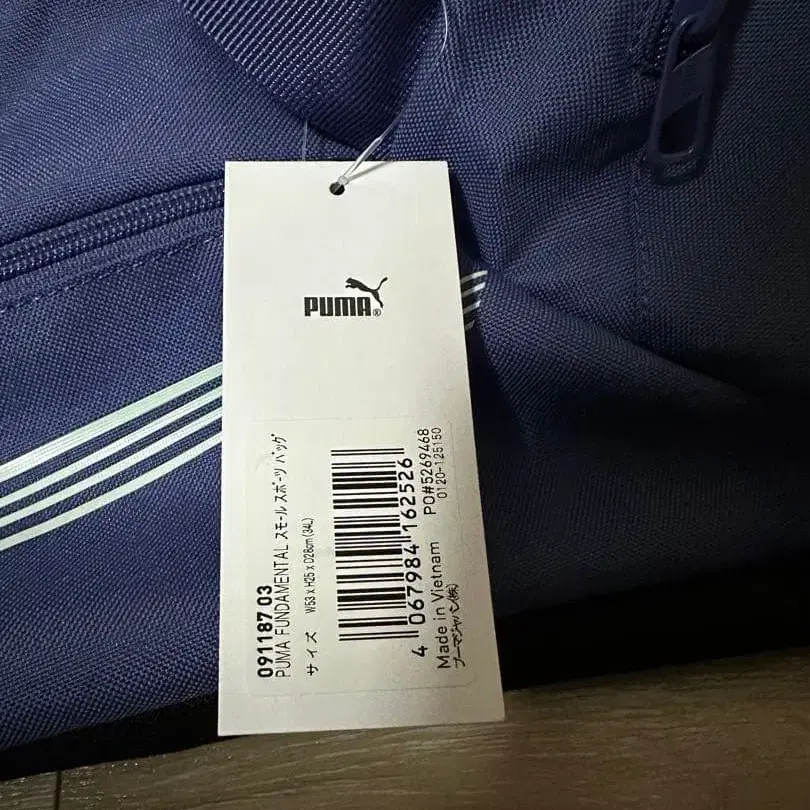 PUMA®
091187 03
PUMA FUNDAMENTAL スモール スポーツ バッグ
サイズ W53 x H25 x D28cm (34L)
4 067984 162526
PO#5269468
0120-125150
Made in Vietnam
プーマジャパン(株)